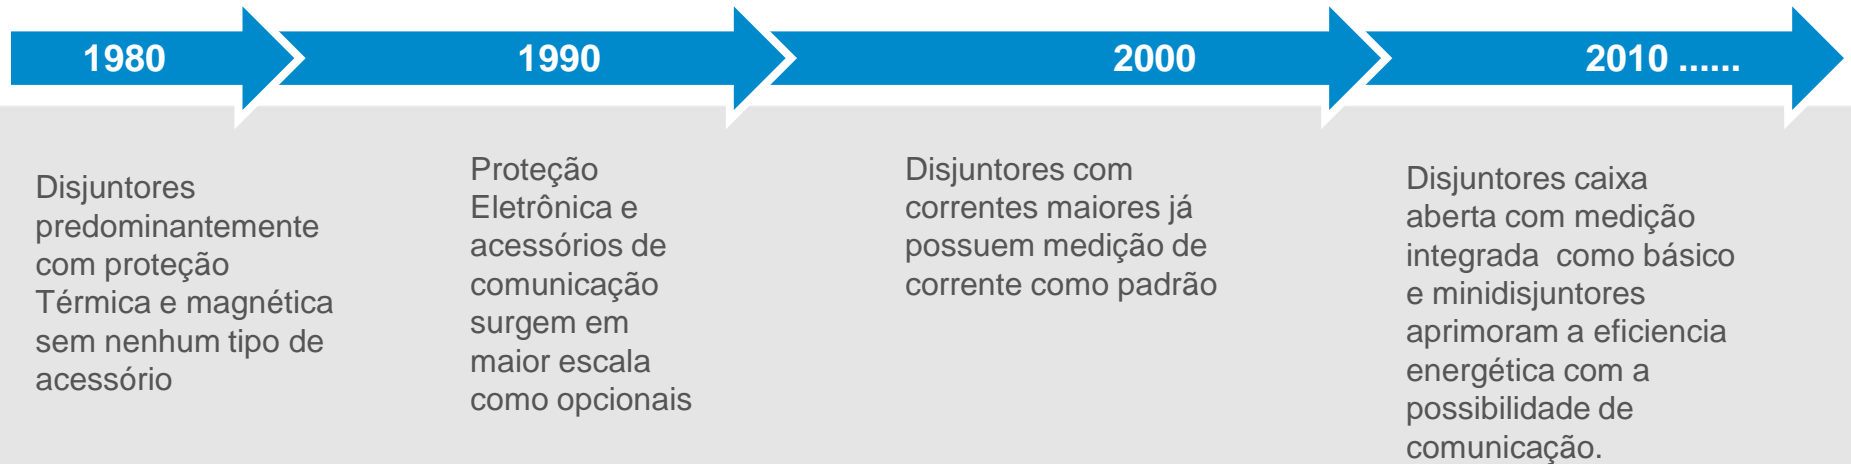 1980
1990
2000
2010 ......
Disjuntores
predominantemente
com proteção
Térmica e magnética
sem nenhum tipo de
acessório
Proteção
Eletrônica e
acessórios de
comunicação
surgem em
maior escala
como opcionais
Disjuntores com
correntes maiores já
possuem medição de
corrente como padrão
Disjuntores caixa
aberta com medição
integrada  como básico
e minidisjuntores
aprimoram a eficiencia
energética com a
possibilidade de
comunicação.